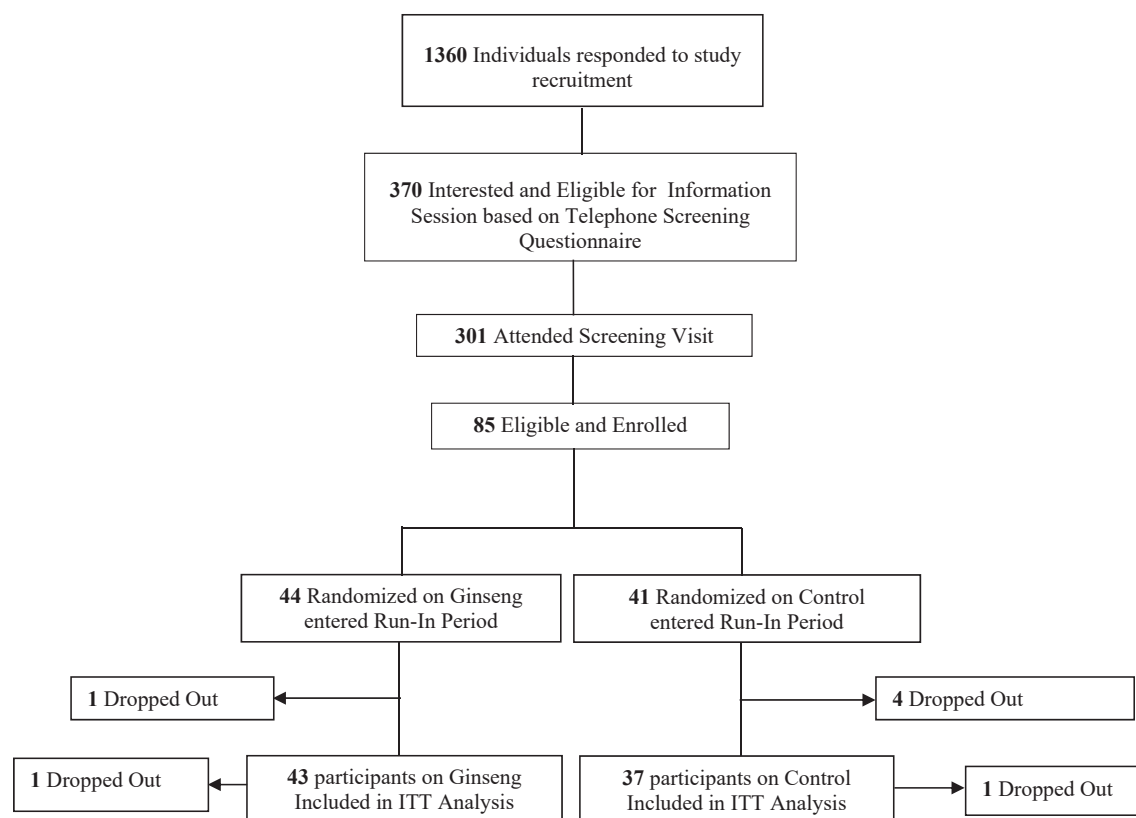 1360 Individuals responded to study
recruitment
370 Interested and Eligible for Information
Session based on Telephone Screening
Questionnaire
301 Attended Screening Visit
85 Eligible and Enrolled
44 Randomized on Ginseng
entered Run-In Period
41 Randomized on Control
entered Run-In Period
1 Dropped Out
4 Dropped Out
1 Dropped Out
43 participants on Ginseng
Included in ITT Analysis
37 participants on Control
Included in ITT Analysis
1 Dropped Out